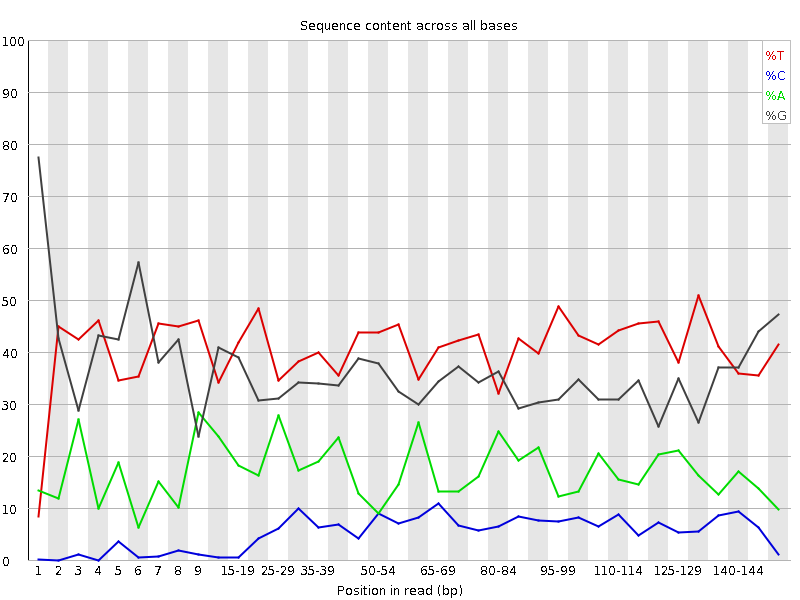 Sequence content across all bases
100
90
80
70
60
50
40
30
20
10
0
%T
%C
%A
%G
1 2 3 4 5 6 7 8 9 15-19 25-29 35-39 50-54 65-69 80-84 95-99 110-114 125-129 140-144
Position in read (bp)